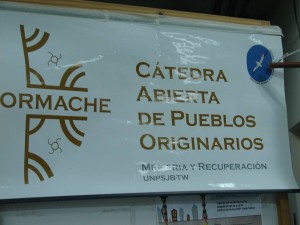 ORMACHE
CÁTEDRA
ABIERTA
DE PUEBLOS
ORIGINARIOS
MEMORIA Y RECUPERACIÓN
UNPSJB-TW